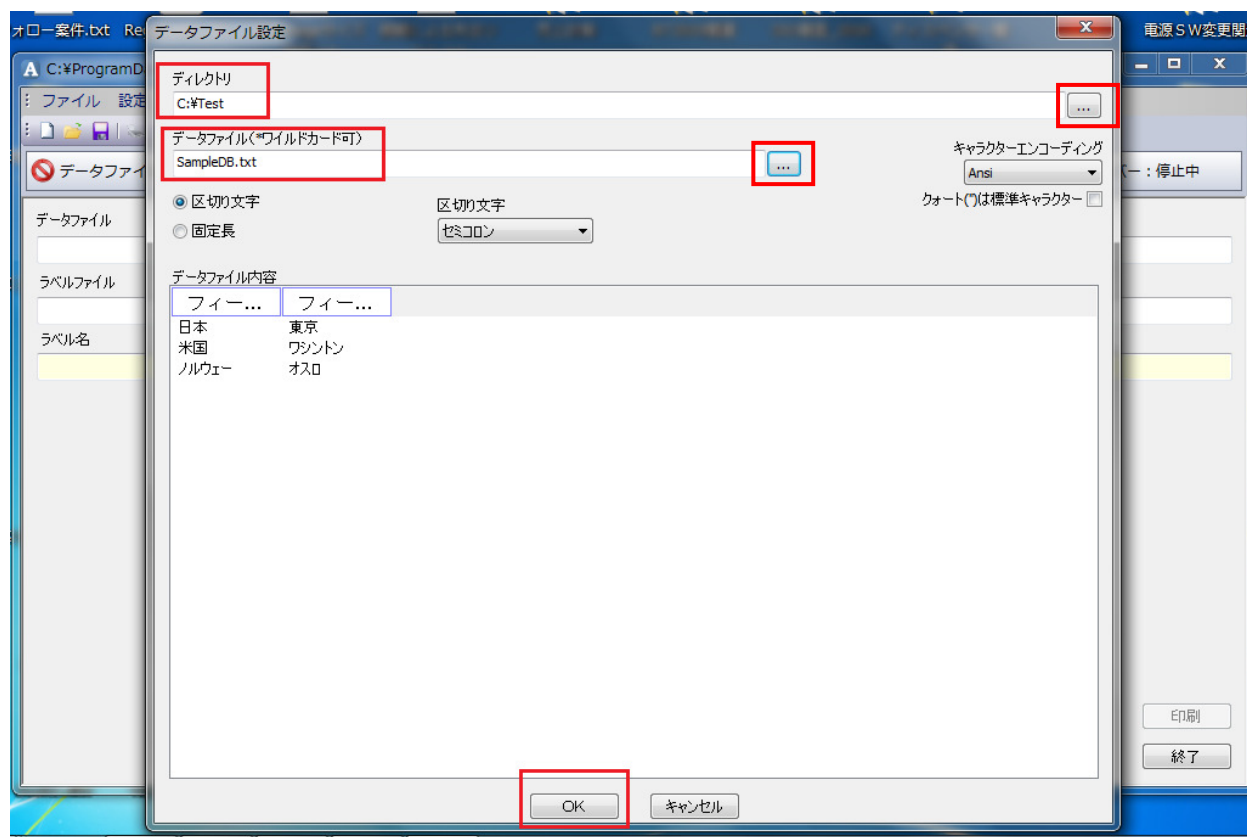 ォロー案件.txt Re
電源SW変更関
データファイル設定
C:¥ProgramD
ファイル 設定
データファイ
バー:停止中
データファイル
ラベルファイル
ラベル名
ディレクトリ
C:¥Test
...
データファイル(*ワイルドカード可)
SampleDB.txt
...
キャラクターエンコーディング
Ansi
クォート(")は標準キャラクター
区切り文字
固定長
区切り文字
セミコロン
データファイル内容
フィー... フィー...
日本 東京
米国 ワシントン
ノルウェー オスロ
印刷
終了
OK キャンセル